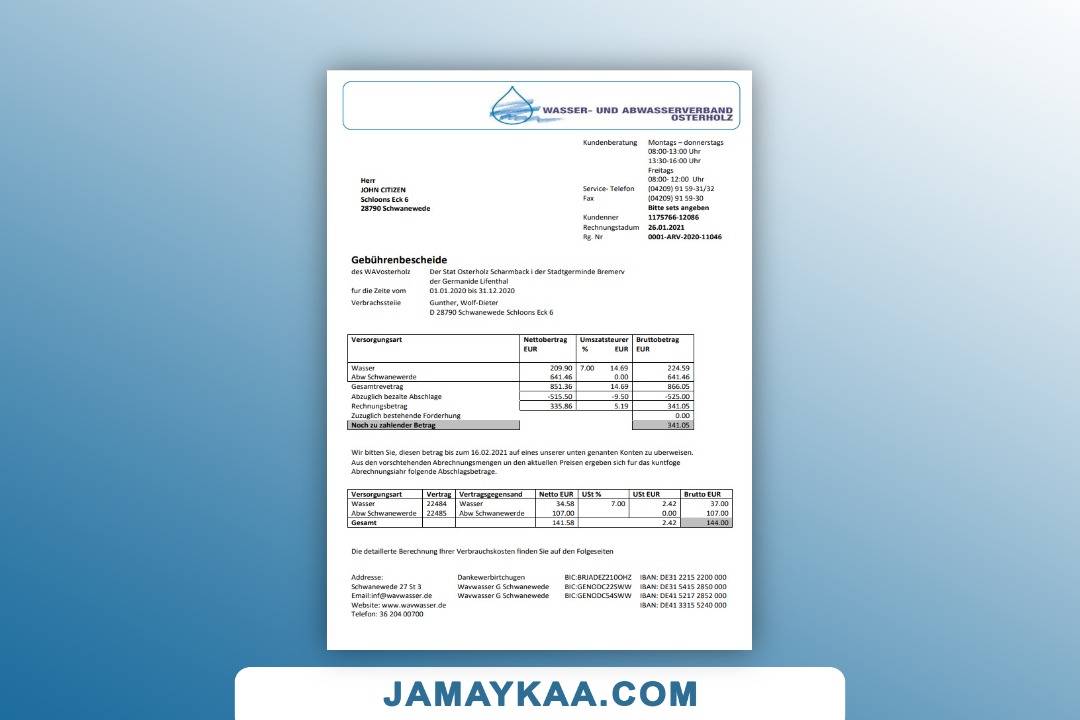 WASSER- UND ABWASSERVERBAND
OSTERHOLZ
Kundenberatung Montags – donnerstags
08:00-13:00 Uhr
13:30-16:00 Uhr
Freitags
08:00- 12:00 Uhr
Service- Telefon (04209) 91 59-31/32
Fax (04209) 91 59-30
Bitte sets angeben
Kundenner 1175766-12086
Rechnungstadum 26.01.2021
Rg. Nr 0001-ARV-2020-11046
Herr
JOHN CITIZEN
Schloons Eck 6
28790 Schwanewede
Gebührenbescheide
des WAVosterholz Der Stat Osterholz Scharmback i der Stadtgerminde Bremerv
der Germanide Lifenthal
fur die Zeite vom 01.01.2020 bis 31.12.2020
Verbrachssteile Gunther, Wolf-Dieter
D 28790 Schwanewede Schloons Eck 6
Versorgungsart Nettobertrag Umszatsteurer Bruttobetrag
EUR % EUR EUR
Wasser 209.90 7.00 14.69 224.59
Abw Schwanewerde 641.46 0.00 641.46
Gesamtrevetrag 851.36 14.69 866.05
Abzuglich bezalte Abschlage -515.50 -9.50 -525.00
Rechnungsbetrag 335.86 5.19 341.05
Zuzuglich bestehende Forderhung 0.00
Noch zu zahlender Betrag 341.05
Wir bitten Sie, diesen betrag bis zum 16.02.2021 auf eines unserer unten genanten Konten zu uberweisen.
Aus den vorschtehenden Abrechnungsmengen un den aktuellen Preisen ergeben sich fur das kuntfoge
Abrechnungsiahr folgende Abschlagsbetrage.
Versorgungsart Vertrag Vertragsgegensand Netto EUR USt % USt EUR Brutto EUR
Wasser 22484 Wasser 34.58 7.00 2.42 37.00
Abw Schwanewerde 22485 Abw Schwanewerde 107.00 0.00 107.00
Gesamt 141.58 2.42 144.00
Die detaillerte Berechnung Ihrer Verbrauchskosten finden Sie auf den Folgeseiten
Addresse: Dankewerbirtchugen BIC:BRJADEZ21OOHZ IBAN: DE31 2215 2200 000
Schwanewede 27 St 3 Wavwasser G Schwanewede BIC:GENODC22SWW IBAN: DE31 5415 2850 000
Email:inf@wavwasser.de Wavwasser G Schwanewede BIC:GENODC54SWW IBAN: DE41 5217 2852 000
Website: www.wavwasser.de IBAN: DE41 3315 5240 000
Telefon: 36 204 00700
JAMAYKAA.COM